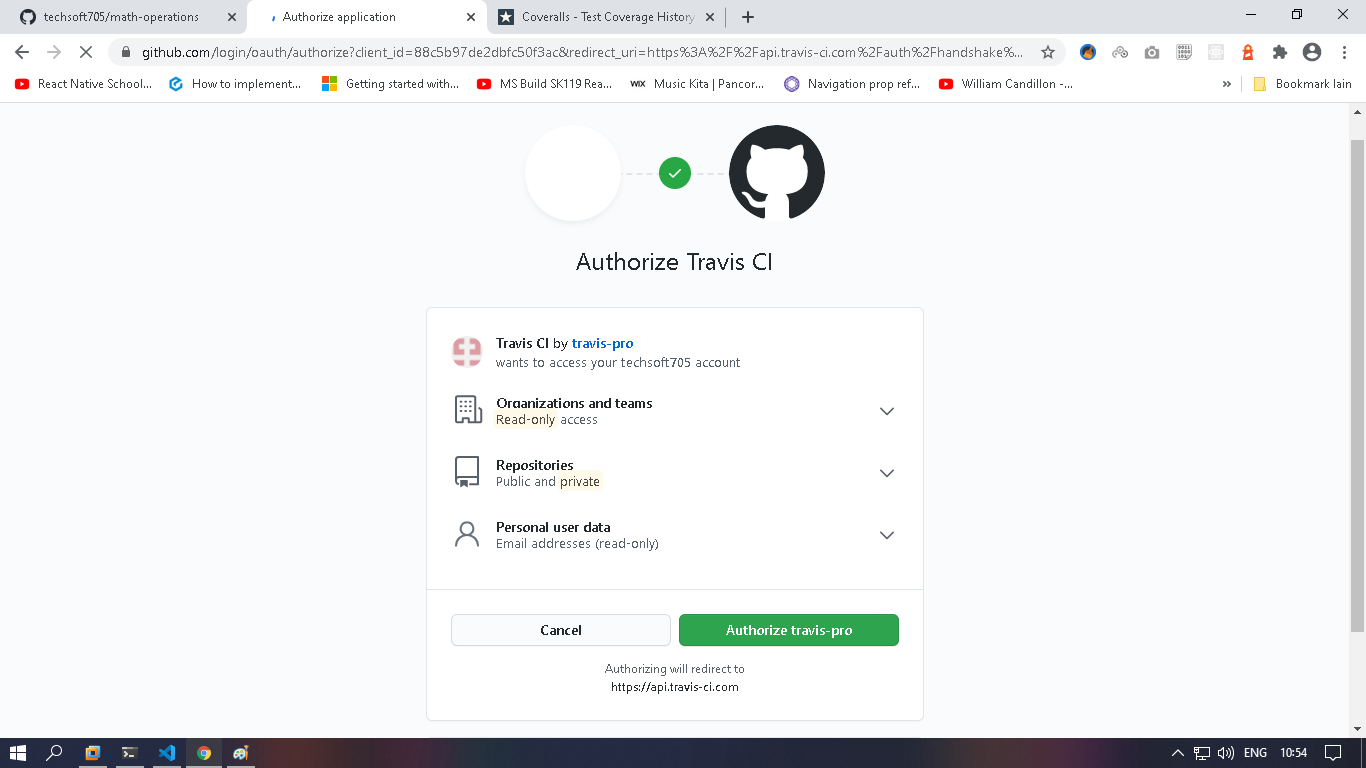 techsoft705/math-operations
Authorize application
Coveralls - Test Coverage History
github.com/login/oauth/authorize?client_id=88c5b97de2dbfc50f3ac&redirect_uri=https%3A%2F%2Fapi.travis-ci.com%2Fauth%2Fhandshake%...
React Native School...
How to implement...
Getting started with...
MS Build SK119 Rea...
WIX
Music Kita | Pancor...
Navigation prop ref...
William Candillon -...
»
Bookmark lain
Authorize Travis CI
Travis CI by travis-pro
wants to access your techsoft705 account
Organizations and teams
Read-only access
Repositories
Public and private
Personal user data
Email addresses (read-only)
Cancel
Authorize travis-pro
Authorizing will redirect to
https://api.travis-ci.com
ENG
10:54